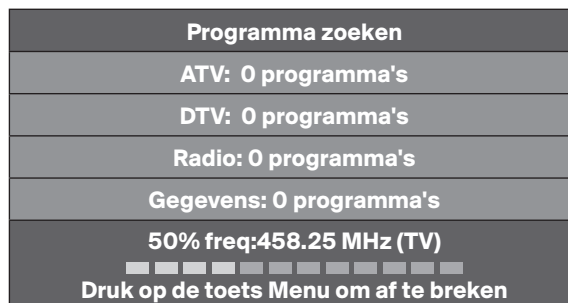 Programma zoeken
ATV: 0 programma's
DTV: 0 programma's
Radio: 0 programma's
Gegevens: 0 programma's
50% freq:458.25 MHz (TV)
Druk op de toets Menu om af te breken